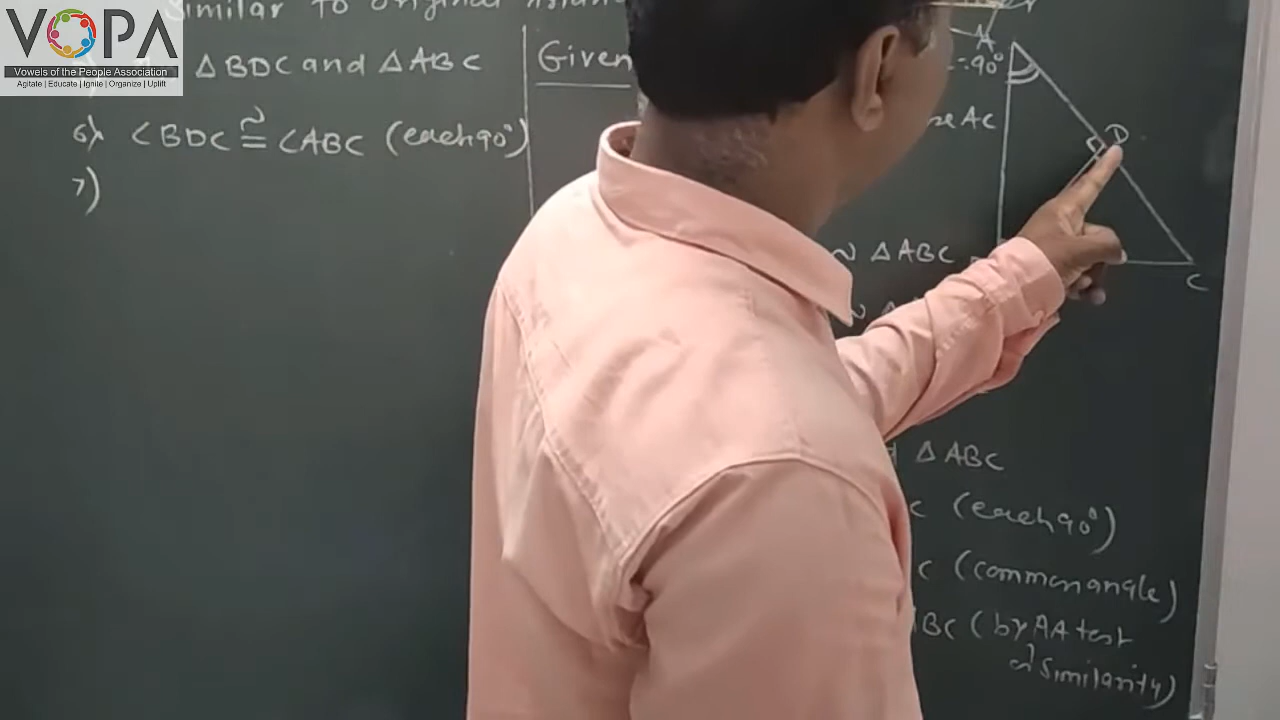 VOPA
Vowels of the People Association
Agitate | Educate | Ignite | Organize | Uplift
Similar to original
△BDC and △ABC
6) ∠BDC ≅ ∠ABC (each 90°)
7)
Given
A
=90°
AC
D
~ △ABC
C
~
△ABC
C (each 90°)
C (common angle)
BC (by AA test
of similarity)